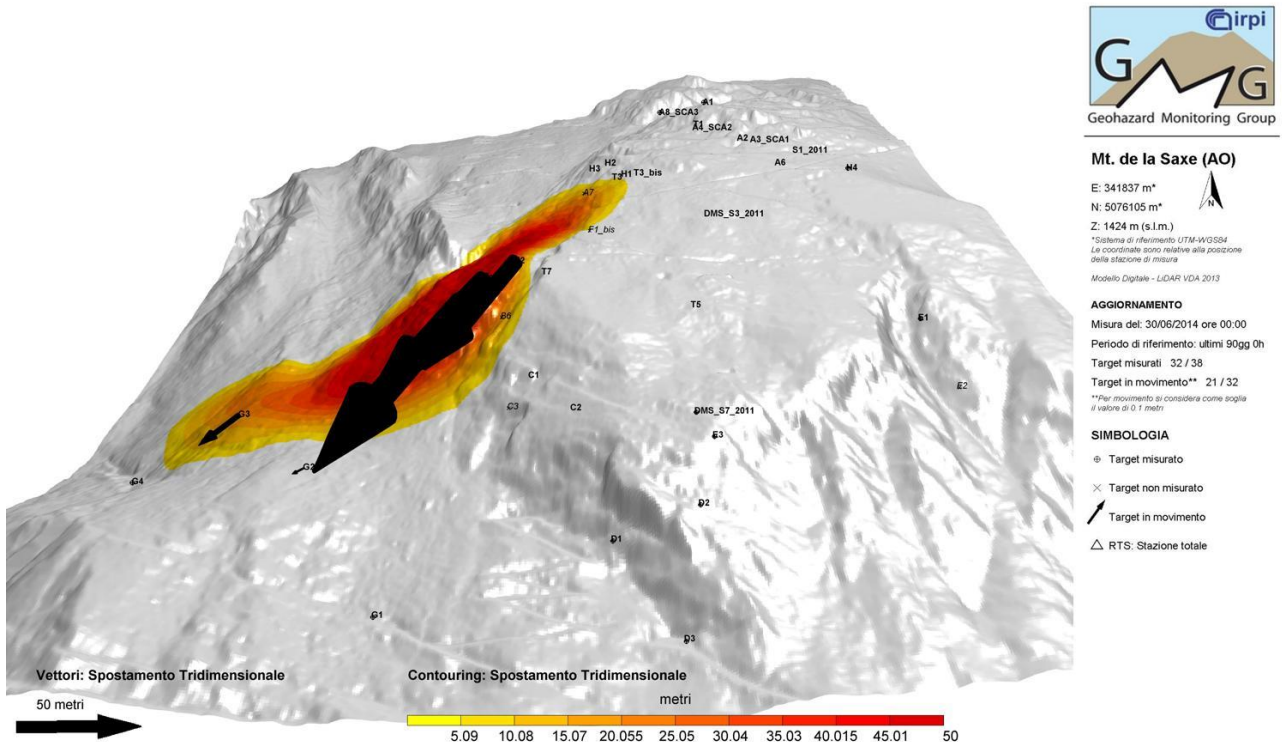 irpi
G M G
Geohazard Monitoring Group
Mt. de la Saxe (AO)
E: 341837 m*
N: 5076105 m*
Z: 1424 m (s.l.m.)
N
*Sistema di riferimento UTM-WGS84
Le coordinate sono relative alla posizione
della stazione di misura
Modello Digitale - LiDAR VDA 2013
AGGIORNAMENTO
Misura del: 30/06/2014 ore 00:00
Periodo di riferimento: ultimi 90gg 0h
Target misurati 32 / 38
Target in movimento** 21 / 32
**Per movimento si considera come soglia
il valore di 0.1 metri
SIMBOLOGIA
Target misurato
Target non misurato
Target in movimento
RTS: Stazione totale
A1
A8_SCA3
T1
A4_SCA2
A2
A3_SCA1
S1_2011
A6
H4
H2
H3
H1
T3
T3_bis
A7
DMS_S3_2011
F1_bis
T7
T5
B6
E1
C1
E2
C3
C2
DMS_S7_2011
G3
E3
G2
G4
D2
D1
G1
D3
Vettori: Spostamento Tridimensionale
50 metri
Contouring: Spostamento Tridimensionale
metri
5.09 10.08 15.07 20.055 25.05 30.04 35.03 40.015 45.01 50